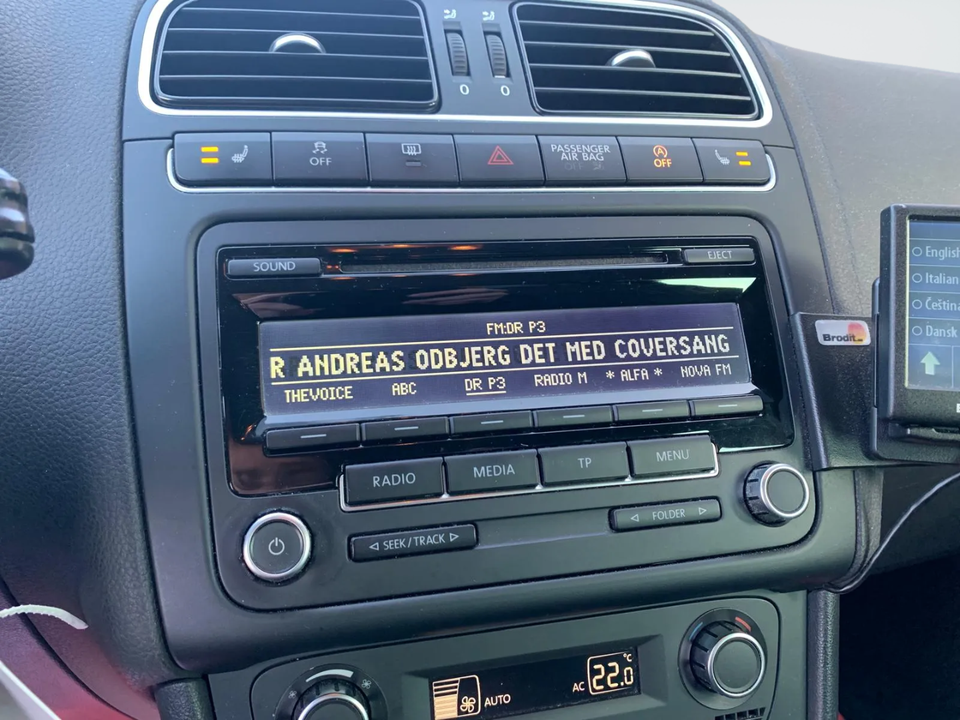 0 0
OFF
PASSENGER
AIR BAG
OFF
SOUND
EJECT
FM:DR P3
R ANDREAS ODBJERG DET MED COVERSANG
THEVOICE ABC DR P3 RADIO M * ALFA * NOVA FM
RADIO MEDIA TP MENU
SEEK / TRACK
FOLDER
AUTO
AC 22.0 °C
Brodit
English
Italian
Čeština
Dansk